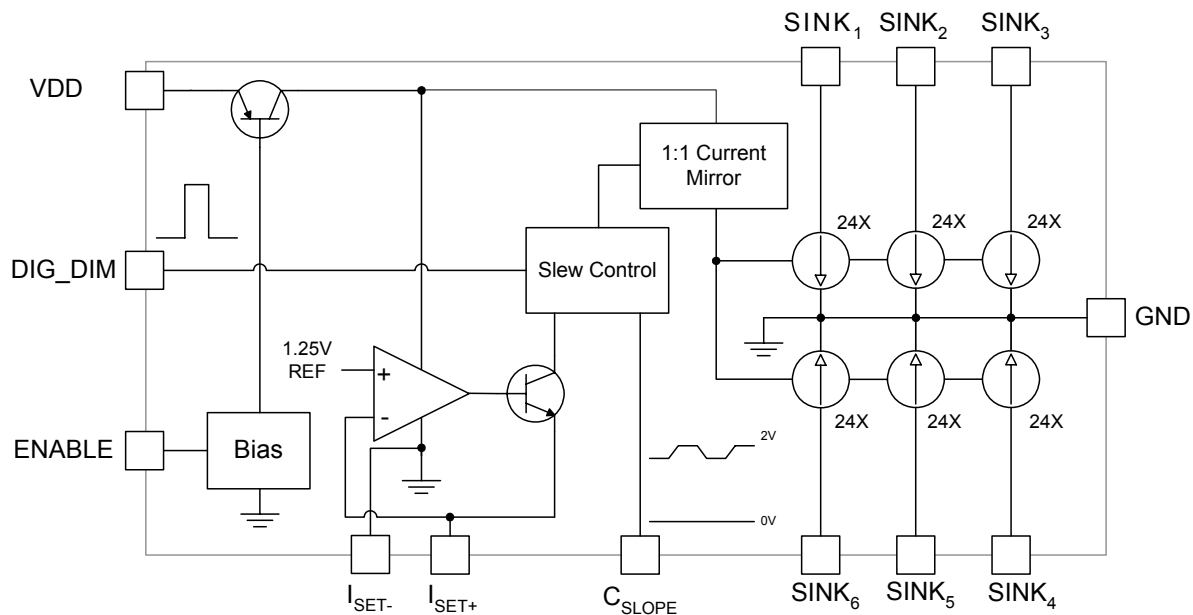 SINK1 SINK2 SINK3
VDD
1:1 Current
Mirror
24X 24X 24X
DIG_DIM
Slew Control
GND
1.25V
REF
+
-
24X 24X 24X
ENABLE
Bias
2V
0V
ISET- ISET+ CSLOPE
SINK6 SINK5 SINK4